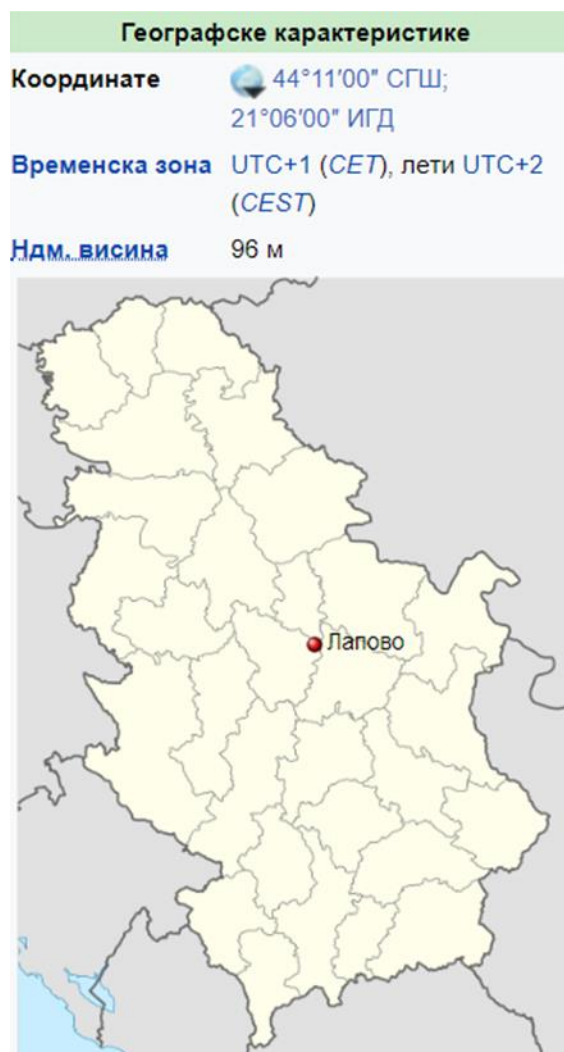 Географске карактеристике
Координате 44°11′00″ СГШ;
21°06′00″ ИГД
Временска зона UTC+1 (CET), лети UTC+2
(CEST)
Ндм. висина 96 м
Лапово